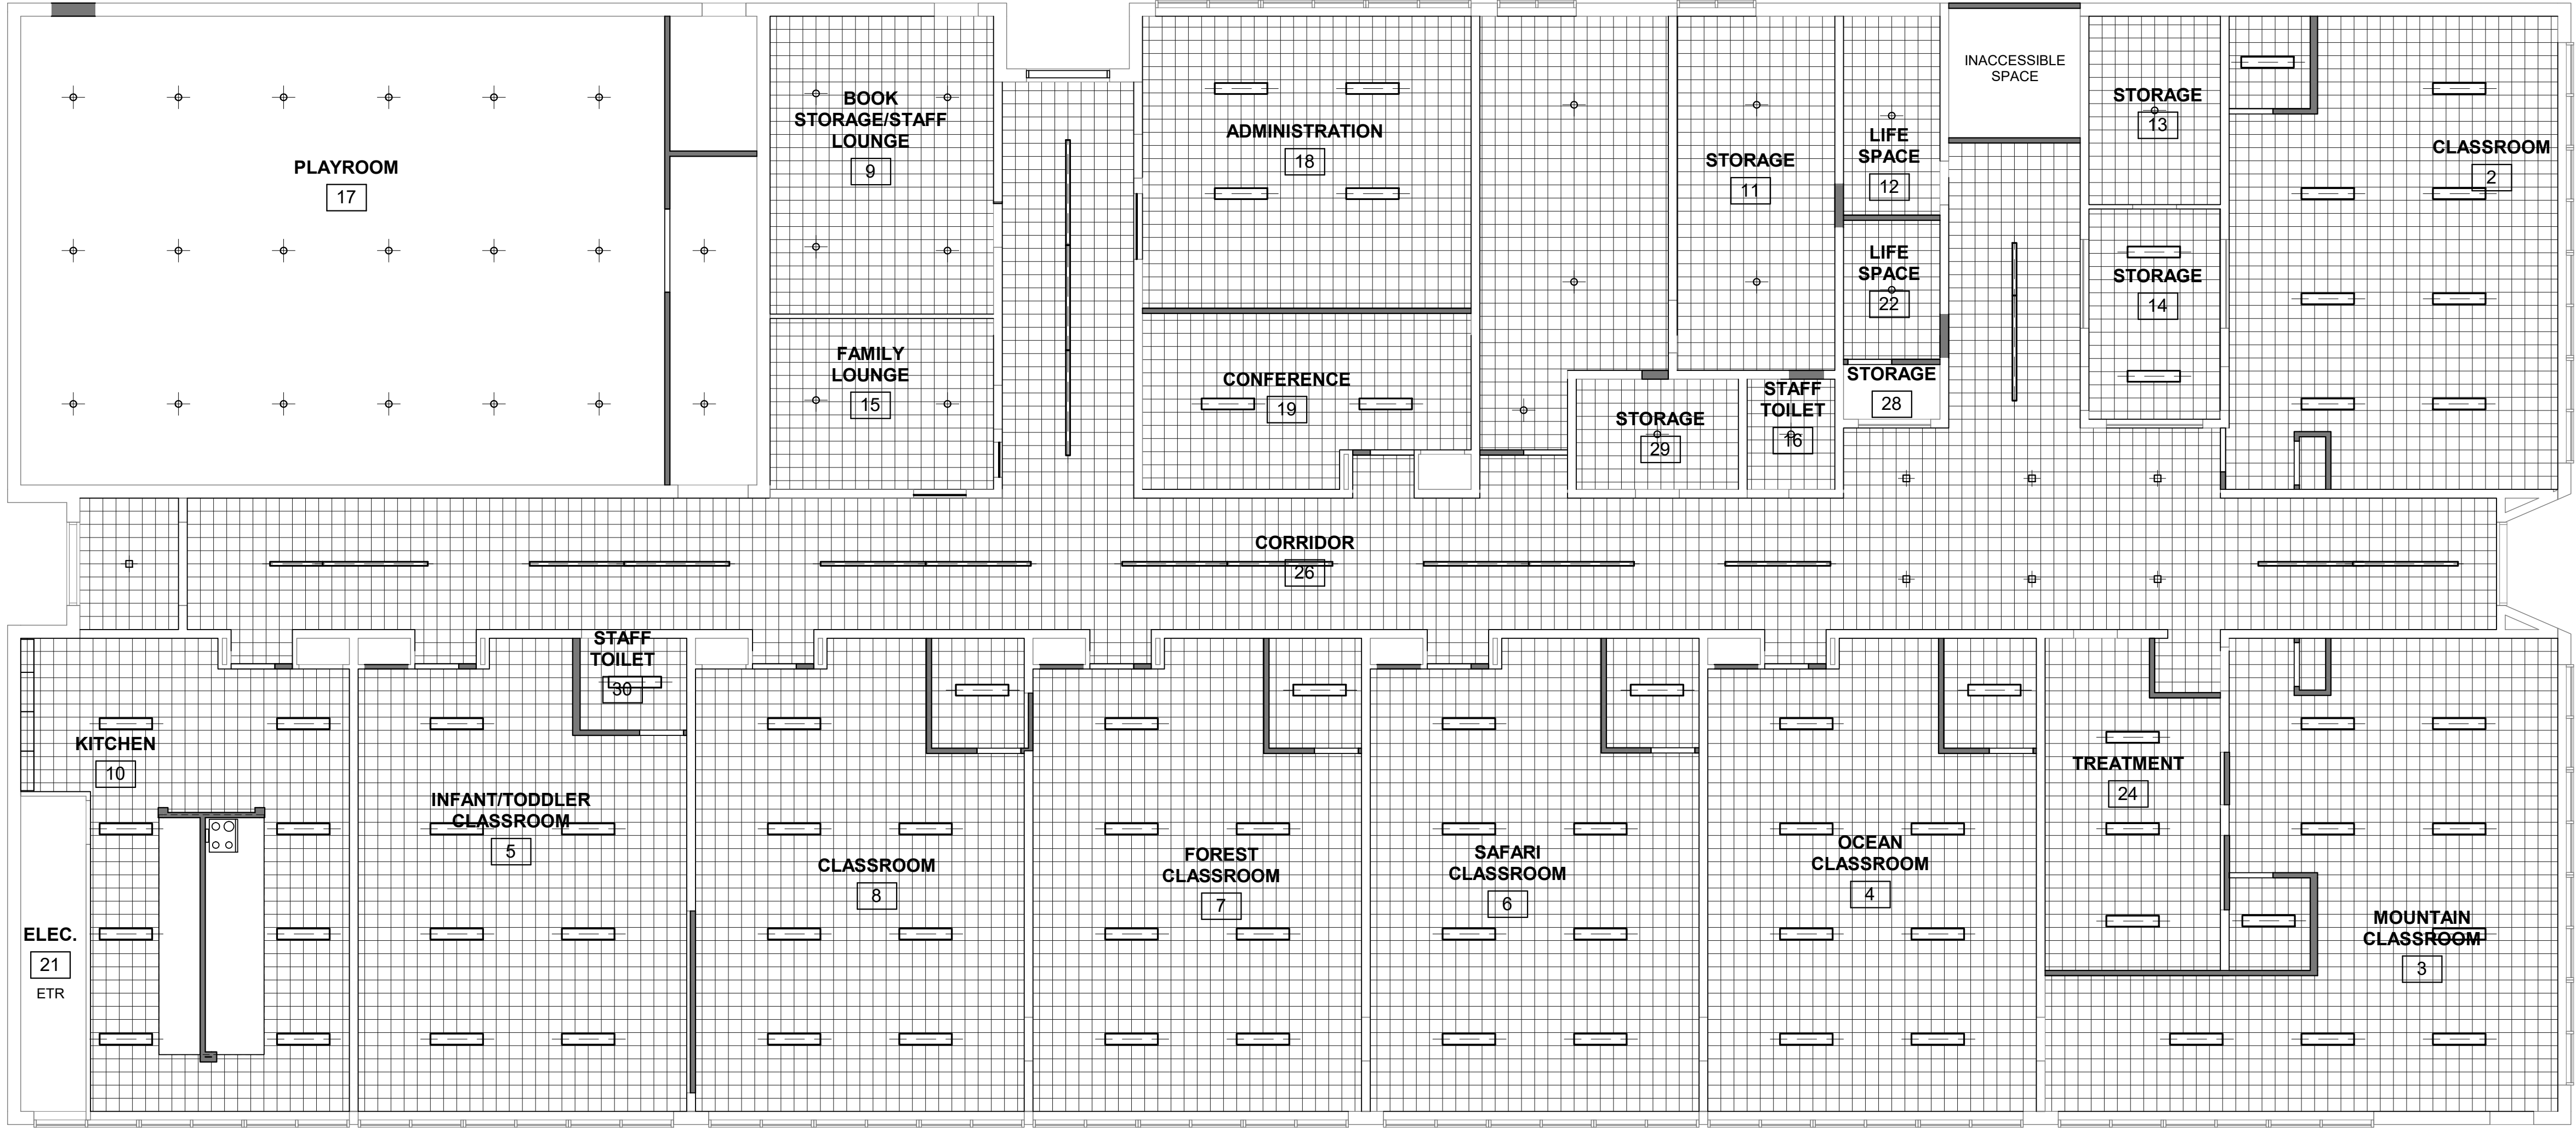 PLAYROOM
17
BOOK
STORAGE/STAFF
LOUNGE
9
FAMILY
LOUNGE
15
ADMINISTRATION
18
CONFERENCE
19
STORAGE
11
STORAGE
29
STAFF
TOILET
16
LIFE
SPACE
12
LIFE
SPACE
22
STORAGE
28
INACCESSIBLE
SPACE
STORAGE
13
STORAGE
14
CLASSROOM
2
CORRIDOR
26
KITCHEN
10
ELEC.
21
ETR
STAFF
TOILET
30
INFANT/TODDLER
CLASSROOM
5
CLASSROOM
8
FOREST
CLASSROOM
7
SAFARI
CLASSROOM
6
OCEAN
CLASSROOM
4
TREATMENT
24
MOUNTAIN
CLASSROOM
3